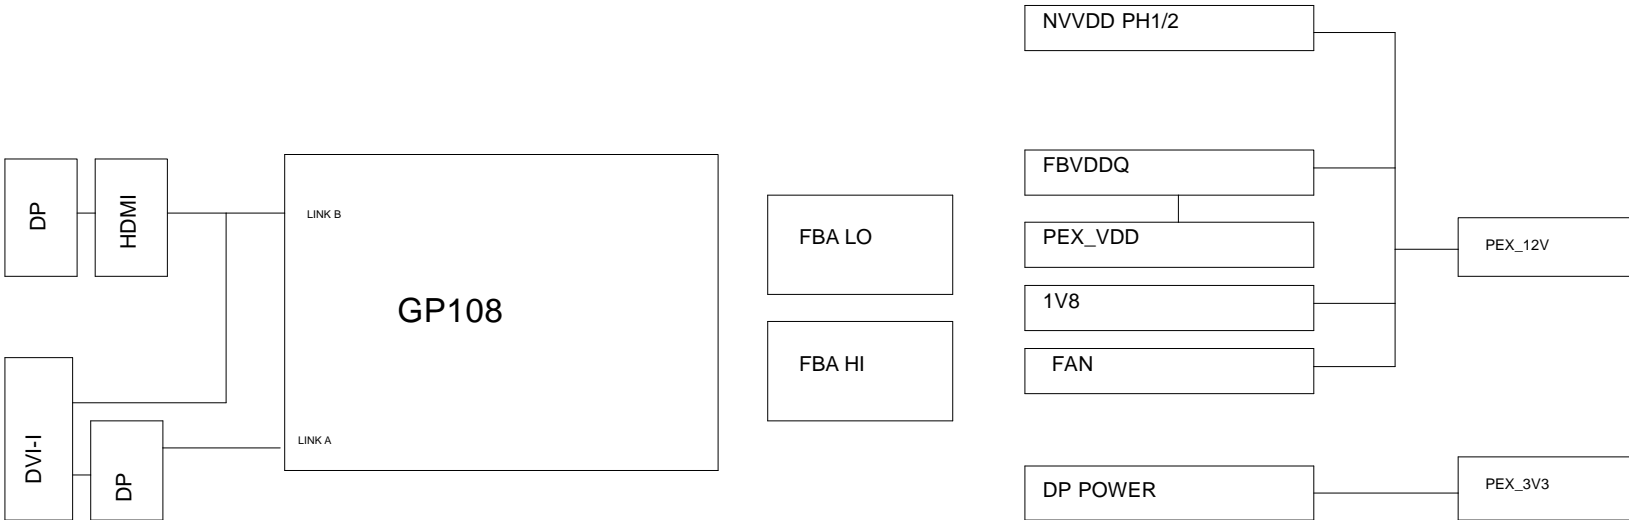 NVVDD PH1/2
DP
HDMI
LINK B
GP108
LINK A
DVI-I
DP
FBA LO
FBA HI
FBVDDQ
PEX_VDD
1V8
FAN
PEX_12V
DP POWER
PEX_3V3